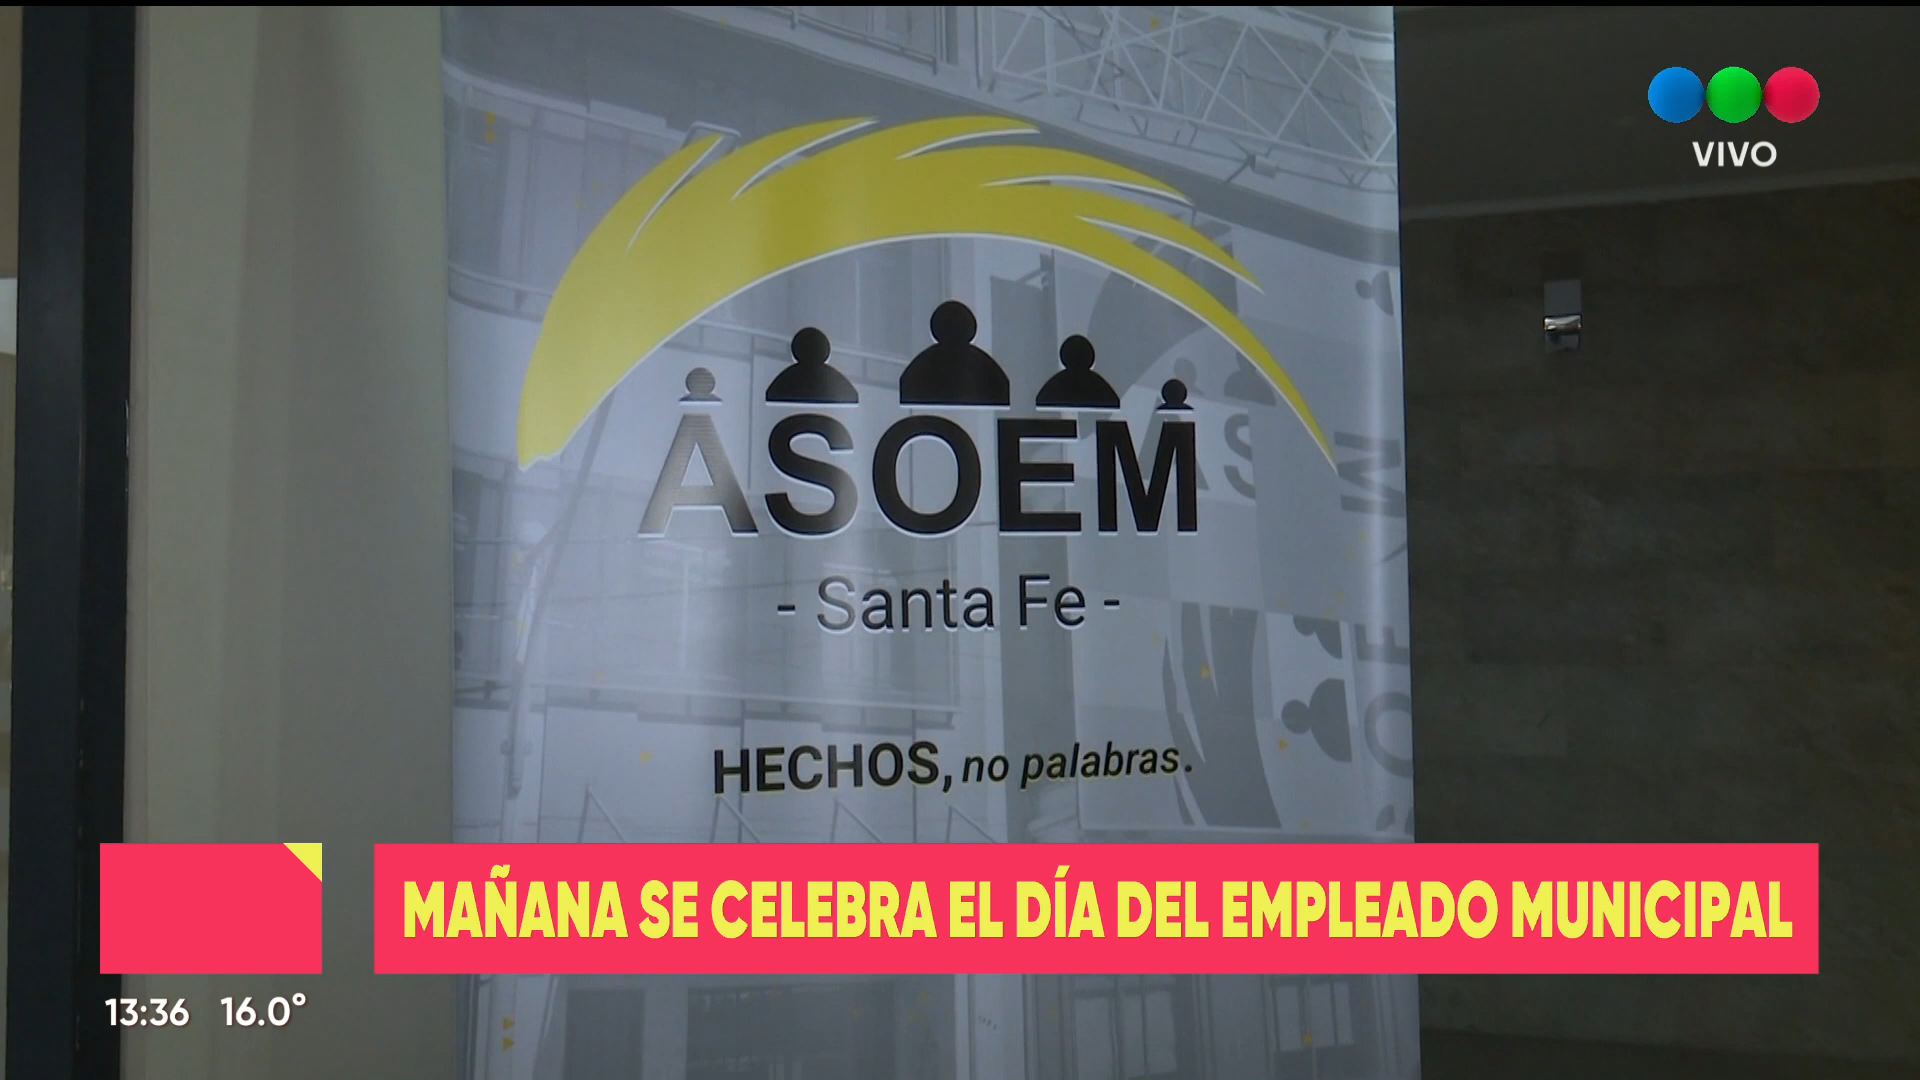 VIVO
ASOEM
- Santa Fe -
HECHOS, no palabras.
MAÑANA SE CELEBRA EL DÍA DEL EMPLEADO MUNICIPAL
13:36 16.0°